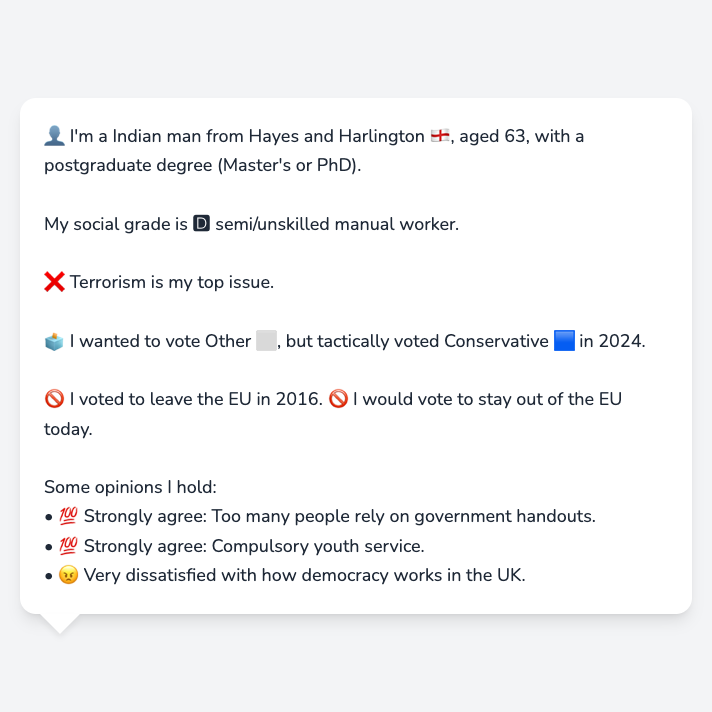 👤 I'm a Indian man from Hayes and Harlington 🏴󠁧󠁢󠁥󠁮󠁧󠁿, aged 63, with a
postgraduate degree (Master's or PhD).
My social grade is 🅳 semi/unskilled manual worker.
❌ Terrorism is my top issue.
🗳️ I wanted to vote Other ⬜, but tactically voted Conservative 🟦 in 2024.
🚫 I voted to leave the EU in 2016. 🚫 I would vote to stay out of the EU
today.
Some opinions I hold:
• 💯 Strongly agree: Too many people rely on government handouts.
• 💯 Strongly agree: Compulsory youth service.
• 😠 Very dissatisfied with how democracy works in the UK.